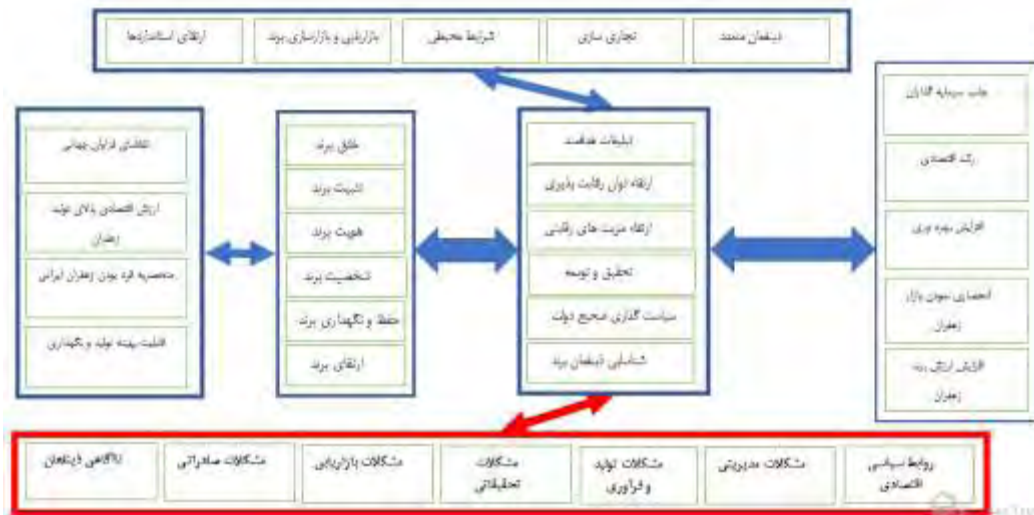 ارتقای استانداردها
بازاریابی و بازارسازی برند
شرایط محیطی
تجاری سازی
ذینفعان متعدد
تقاضای فراوان جهانی
ارزش اقتصادی بالای تولید
زعفران
منحصربه فرد بودن زعفران ایرانی
قابلیت بهینه تولید و نگهداری
خلق برند
تثبیت برند
هویت برند
شخصیت برند
حفظ و نگهداری برند
ارتقای برند
تبلیغات هدفمند
ارتقاء توان رقابت پذیری
ارتقاء مزیت های رقابتی
تحقیق و توسعه
سیاست گذاری صحیح دولت
شناسایی ذینفعان برند
جذب سرمایه گذاران
رشد اقتصادی
افزایش بهره وری
انحصاری نمودن بازار
زعفران
افزایش ارزش برند
زعفران
ناآگاهی ذینفعان
مشکلات صادراتی
مشکلات بازاریابی
مشکلات
تحقیقاتی
مشکلات تولید
و فرآوری
مشکلات مدیریتی
روابط سیاسی
اقتصادی